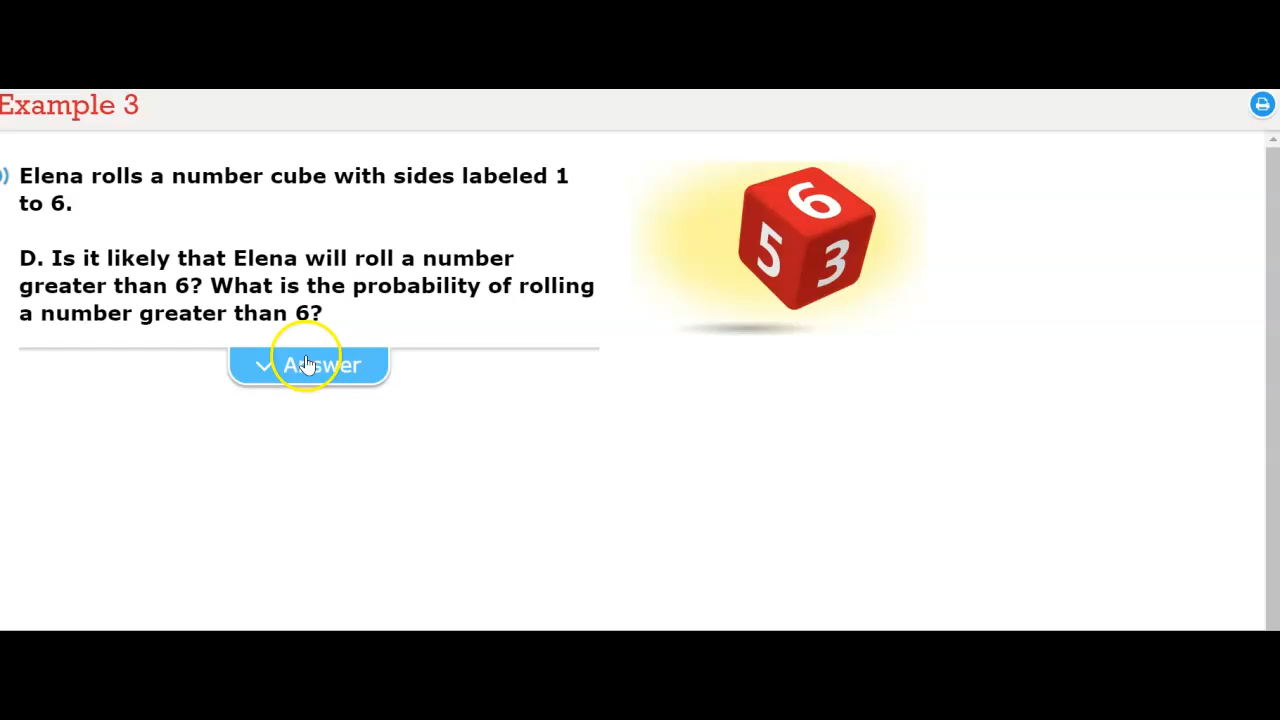 Example 3
Elena rolls a number cube with sides labeled 1
to 6.
D. Is it likely that Elena will roll a number
greater than 6? What is the probability of rolling
a number greater than 6?
Answer
6
5
3